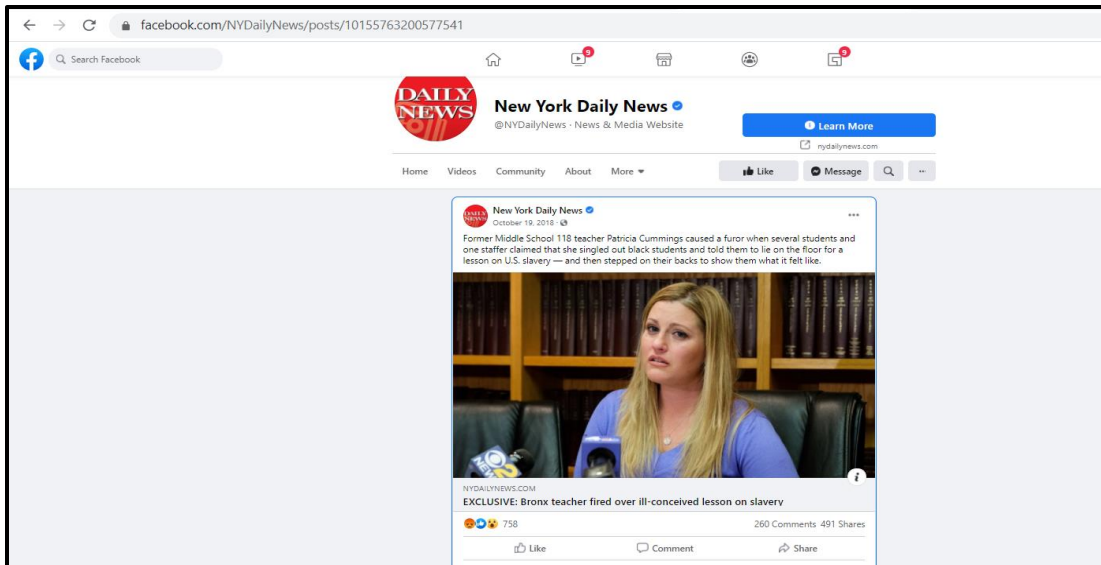 facebook.com/NYDailyNews/posts/10155763200577541
Search Facebook
9
9
DAILY
NEWS
New York Daily News
@NYDailyNews · News & Media Website
Learn More
nydailynews.com
Home Videos Community About More
Like Message
DAILY
NEWS
New York Daily News
October 19, 2018 ·
Former Middle School 118 teacher Patricia Cummings caused a furor when several students and
one staffer claimed that she singled out black students and told them to lie on the floor for a
lesson on U.S. slavery — and then stepped on their backs to show them what it felt like.
2
NEWS
NYDAILYNEWS.COM
EXCLUSIVE: Bronx teacher fired over ill-conceived lesson on slavery
758
260 Comments 491 Shares
Like Comment Share